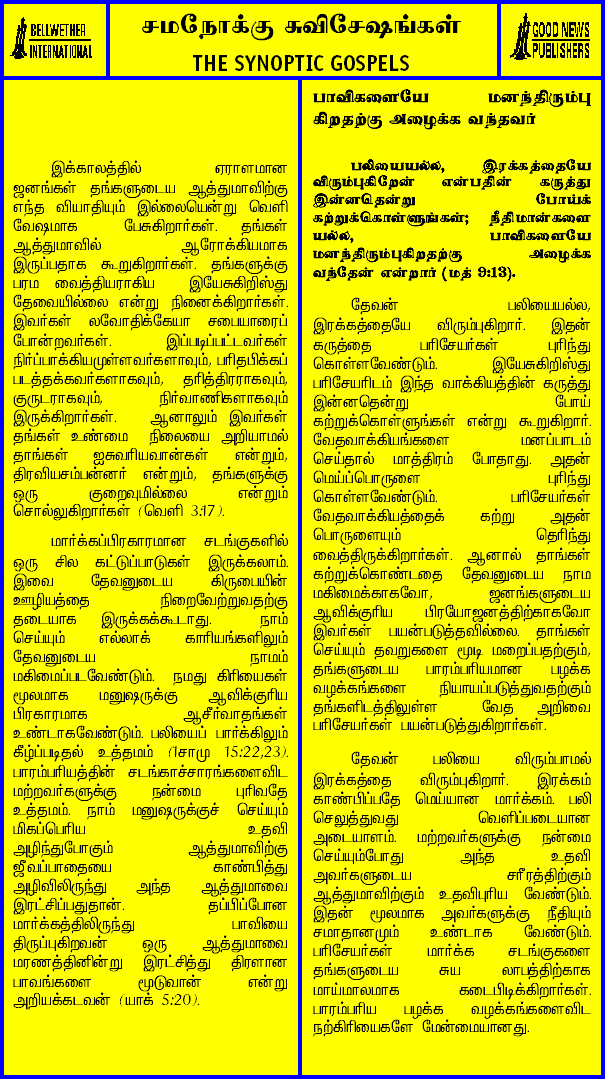 BELLWETHER
INTERNATIONAL
சமநோக்கு சுவிசேஷங்கள்
THE SYNOPTIC GOSPELS
GOOD NEWS
PUBLISHERS
இக்காலத்தில் ஏராளமான
ஜனங்கள் தங்களுடைய ஆத்துமாவிற்கு
எந்த வியாதியும் இல்லையென்று வெளி
வேஷமாக பேசுகிறார்கள். தங்கள்
ஆத்துமாவில் ஆரோக்கியமாக
இருப்பதாக கூறுகிறார்கள். தங்களுக்கு
பரம வைத்தியராகிய இயேசுகிறிஸ்து
தேவையில்லை என்று நினைக்கிறார்கள்.
இவர்கள் லவோதிக்கேயா சபையாரைப்
போன்றவர்கள். இப்படிப்பட்டவர்கள்
நிர்ப்பாக்கியமுள்ளவர்களாவும், பரிதபிக்கப்
படத்தக்கவர்களாகவும், தரித்திரராகவும்,
குருடராகவும், நிர்வாணிகளாகவும்
இருக்கிறார்கள். ஆனாலும் இவர்கள்
தங்கள் உண்மை நிலையை அறியாமல்
தாங்கள் ஐசுவரியவான்கள் என்றும்,
திரவியசம்பன்னர் என்றும், தங்களுக்கு
ஒரு குறைவுமில்லை என்றும்
சொல்லுகிறார்கள் (வெளி 3:17).
மார்க்கப்பிரகாரமான சடங்குகளில்
ஒரு சில கட்டுப்பாடுகள் இருக்கலாம்.
இவை தேவனுடைய கிருபையின்
ஊழியத்தை நிறைவேற்றுவதற்கு
தடையாக இருக்கக்கூடாது. நாம்
செய்யும் எல்லாக் காரியங்களிலும்
தேவனுடைய நாமம்
மகிமைப்படவேண்டும். நமது கிரியைகள்
மூலமாக மனுஷருக்கு ஆவிக்குரிய
பிரகாரமாக ஆசீர்வாதங்கள்
உண்டாகவேண்டும். பலியைப் பார்க்கிலும்
கீழ்ப்படிதல் உத்தமம் (1சாமு 15:22,23).
பாரம்பரியத்தின் சடங்காச்சாரங்களைவிட
மற்றவர்களுக்கு நன்மை புரிவதே
உத்தமம். நாம் மனுஷருக்குச் செய்யும்
மிகப்பெரிய உதவி
அழிந்துபோகும் ஆத்துமாவிற்கு
ஜீவப்பாதையை காண்பித்து
அழிவிலிருந்து அந்த ஆத்துமாவை
இரட்சிப்பதுதான். தப்பிப்போன
மார்க்கத்திலிருந்து பாவியை
திருப்புகிறவன் ஒரு ஆத்துமாவை
மரணத்தினின்று இரட்சித்து திரளான
பாவங்களை மூடுவான் என்று
அறியக்கடவன் (யாக் 5:20).
பாவிகளையே மனந்திரும்பு
கிறதற்கு அழைக்க வந்தவர்
பலியையல்ல, இரக்கத்தையே
விரும்புகிறேன் என்பதின் கருத்து
இன்னதென்று போய்க்
கற்றுக்கொள்ளுங்கள்; நீதிமான்களை
யல்ல, பாவிகளையே
மனந்திரும்புகிறதற்கு அழைக்க
வந்தேன் என்றார் (மத் 9:13).
தேவன் பலியையல்ல,
இரக்கத்தையே விரும்புகிறார். இதன்
கருத்தை பரிசேயர்கள் புரிந்து
கொள்ளவேண்டும். இயேசுகிறிஸ்து
பரிசேயரிடம் இந்த வாக்கியத்தின் கருத்து
இன்னதென்று போய்
கற்றுக்கொள்ளுங்கள் என்று கூறுகிறார்.
வேதவாக்கியங்களை மனப்பாடம்
செய்தால் மாத்திரம் போதாது. அதன்
மெய்ப்பொருளை புரிந்து
கொள்ளவேண்டும். பரிசேயர்கள்
வேதவாக்கியத்தைக் கற்று அதன்
பொருளையும் தெரிந்து
வைத்திருக்கிறார்கள். ஆனால் தாங்கள்
கற்றுக்கொண்டதை தேவனுடைய நாம
மகிமைக்காகவோ, ஜனங்களுடைய
ஆவிக்குரிய பிரயோஜனத்திற்காகவோ
இவர்கள் பயன்படுத்தவில்லை. தாங்கள்
செய்யும் தவறுகளை மூடி மறைப்பதற்கும்,
தங்களுடைய பாரம்பரியமான பழக்க
வழக்கங்களை நியாயப்படுத்துவதற்கும்
தங்களிடத்திலுள்ள வேத அறிவை
பரிசேயர்கள் பயன்படுத்துகிறார்கள்.
தேவன் பலியை விரும்பாமல்
இரக்கத்தை விரும்புகிறார். இரக்கம்
காண்பிப்பதே மெய்யான மார்க்கம். பலி
செலுத்துவது வெளிப்படையான
அடையாளம். மற்றவர்களுக்கு நன்மை
செய்யும்போது அந்த உதவி
அவர்களுடைய சரீரத்திற்கும்
ஆத்துமாவிற்கும் உதவிபுரிய வேண்டும்.
இதன் மூலமாக அவர்களுக்கு நீதியும்
சமாதானமும் உண்டாக வேண்டும்.
பரிசேயர்கள் மார்க்க சடங்குகளை
தங்களுடைய சுய லாபத்திற்காக
மாய்மாலமாக கடைபிடிக்கிறார்கள்.
பாரம்பரிய பழக்க வழக்கங்களைவிட
நற்கிரியைகளே மேன்மையானது.